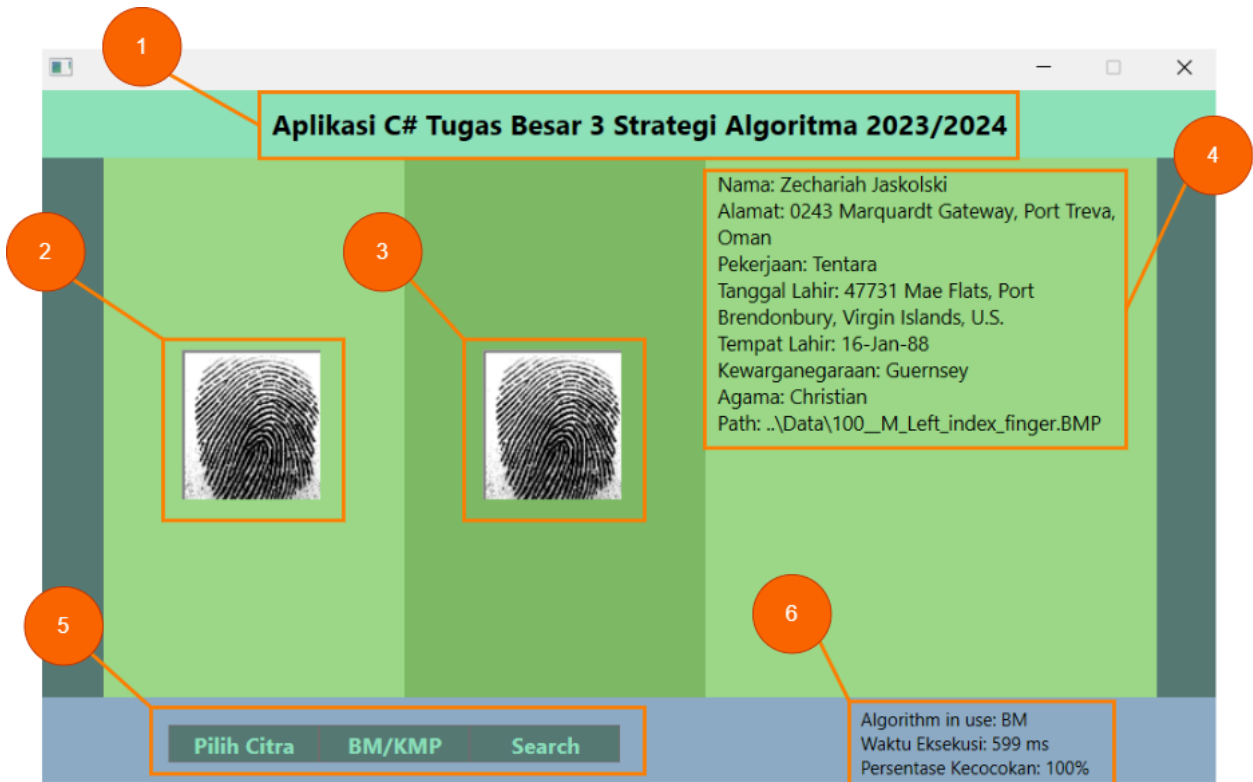 1
Aplikasi C# Tugas Besar 3 Strategi Algoritma 2023/2024
4
Nama: Zechariah Jaskolski
Alamat: 0243 Marquardt Gateway, Port Treva,
Oman
Pekerjaan: Tentara
Tanggal Lahir: 47731 Mae Flats, Port
Brendonbury, Virgin Islands, U.S.
Tempat Lahir: 16-Jan-88
Kewarganegaraan: Guernsey
Agama: Christian
Path: ..\Data\100__M_Left_index_finger.BMP
2
3
5
Pilih Citra BM/KMP Search
6
Algorithm in use: BM
Waktu Eksekusi: 599 ms
Persentase Kecocokan: 100%